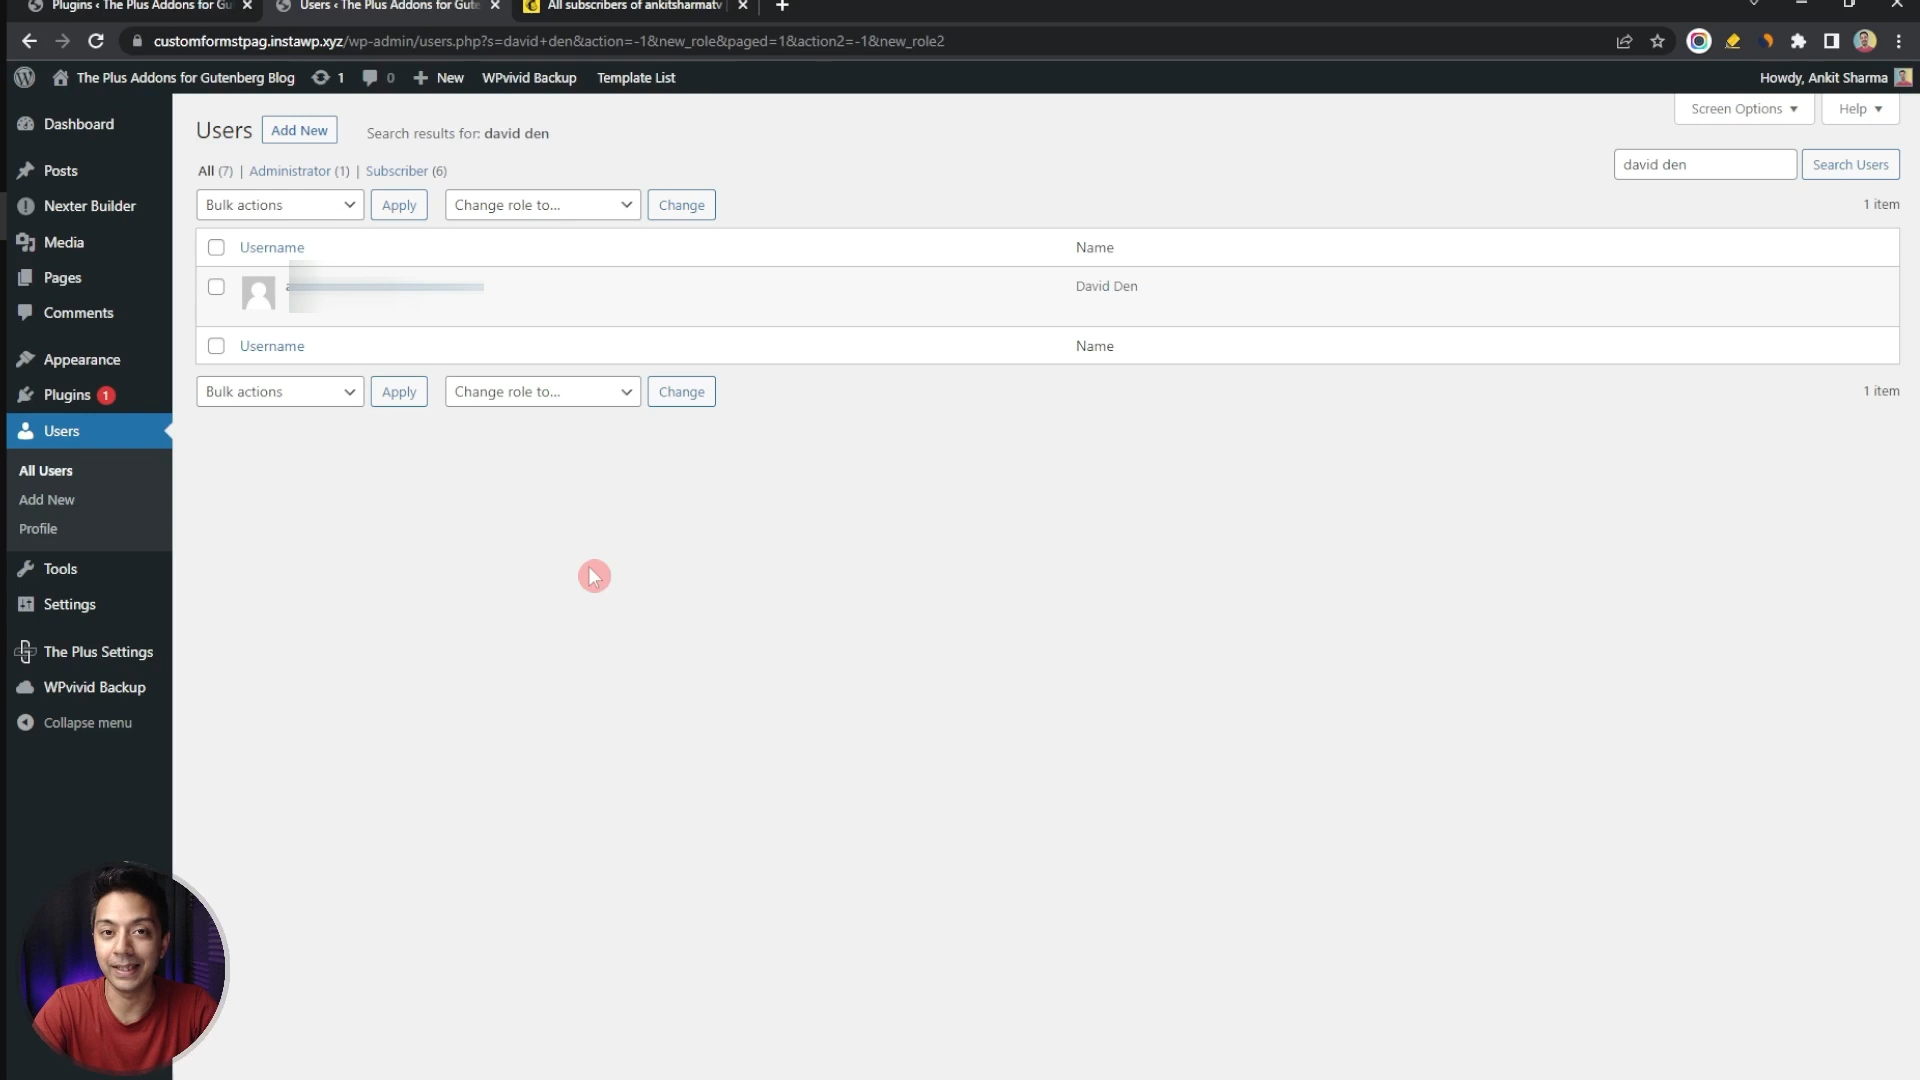 Plugins ‹ The Plus Addons for Gu
Users ‹ The Plus Addons for Gute
All subscribers of ankitsharmatv
customformstpag.instawp.xyz/wp-admin/users.php?s=david+den&action=-1&new_role&paged=1&action2=-1&new_role2
The Plus Addons for Gutenberg Blog 1 0 New WPvivid Backup Template List Howdy, Ankit Sharma
Screen Options Help
Dashboard
Posts
Nexter Builder
Media
Pages
Comments
Appearance
Plugins 1
Users
All Users
Add New
Profile
Tools
Settings
The Plus Settings
WPvivid Backup
Collapse menu
Users Add New Search results for: david den
All (7) | Administrator (1) | Subscriber (6)
david den Search Users
Bulk actions Apply Change role to... Change 1 item
Username Name
David Den
Username Name
Bulk actions Apply Change role to... Change 1 item